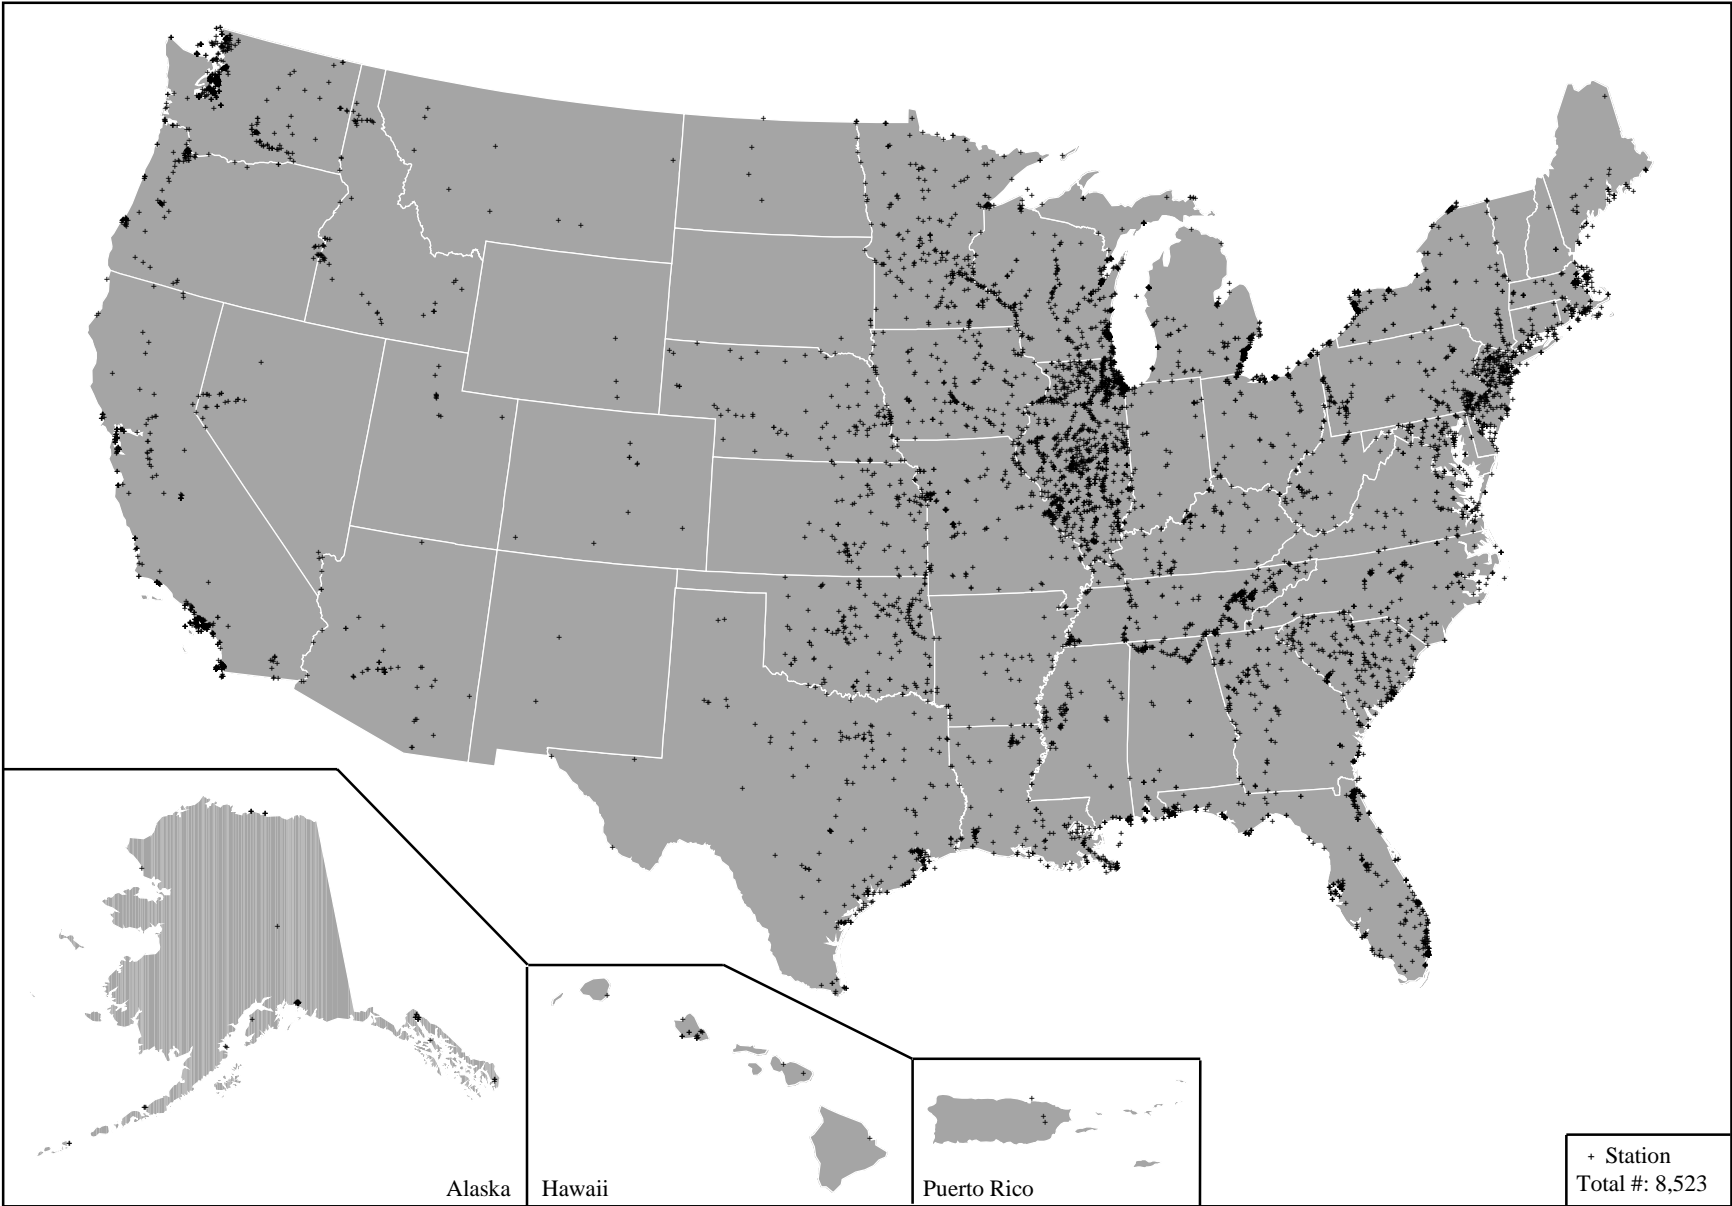 Alaska
Hawaii
Puerto Rico
+ Station
Total #: 8,523